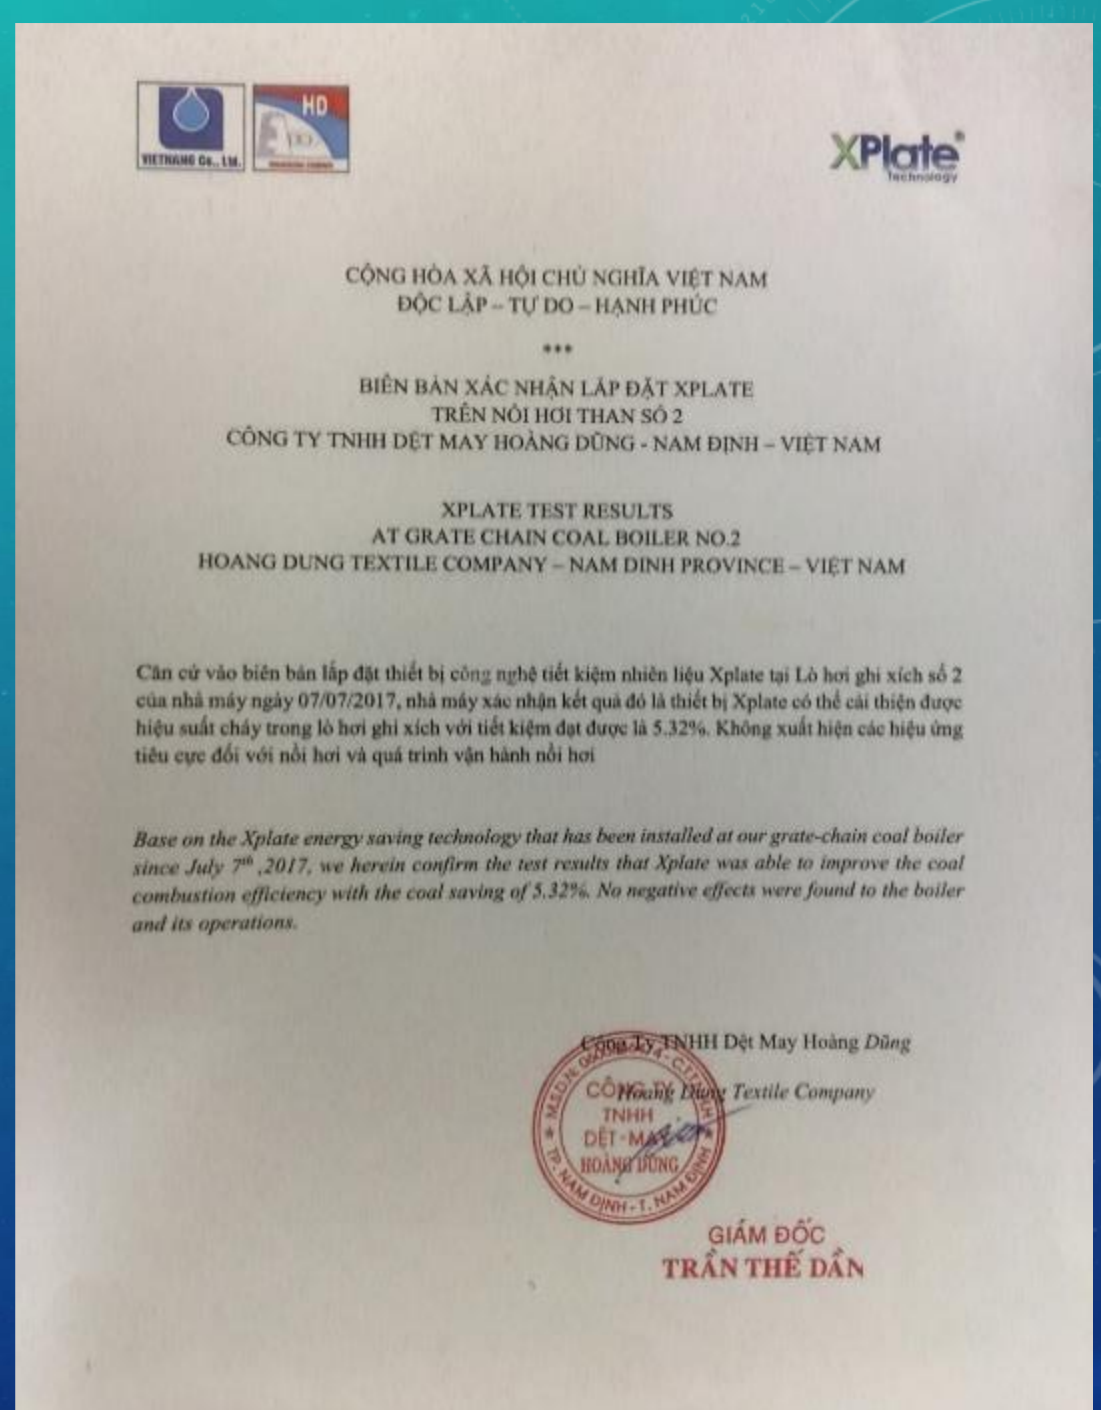 VIETHANG Co., Ltd.
HD
XPlate®
Technology
CỘNG HÒA XÃ HỘI CHỦ NGHĨA VIỆT NAM
ĐỘC LẬP – TỰ DO – HẠNH PHÚC
***
BIÊN BẢN XÁC NHẬN LẮP ĐẶT XPLATE
TRÊN NỒI HƠI THAN SỐ 2
CÔNG TY TNHH DỆT MAY HOÀNG DŨNG - NAM ĐỊNH – VIỆT NAM
XPLATE TEST RESULTS
AT GRATE CHAIN COAL BOILER NO.2
HOANG DUNG TEXTILE COMPANY – NAM DINH PROVINCE – VIỆT NAM
Căn cứ vào biên bản lắp đặt thiết bị công nghệ tiết kiệm nhiên liệu Xplate tại Lò hơi ghi xích số 2
của nhà máy ngày 07/07/2017, nhà máy xác nhận kết quả đó là thiết bị Xplate có thể cải thiện được
hiệu suất cháy trong lò hơi ghi xích với tiết kiệm đạt được là 5.32%. Không xuất hiện các hiệu ứng
tiêu cực đối với nồi hơi và quá trình vận hành nồi hơi
Base on the Xplate energy saving technology that has been installed at our grate-chain coal boiler
since July 7th ,2017, we herein confirm the test results that Xplate was able to improve the coal
combustion efficiency with the coal saving of 5.32%. No negative effects were found to the boiler
and its operations.
Công Ty TNHH Dệt May Hoàng Dũng
Hoang Dung Textile Company
M.S.D.N:
CÔNG TY
TNHH
DỆT-MAY
HOÀNG DŨNG
TP. NAM ĐỊNH - T. NAM ĐỊNH
GIÁM ĐỐC
TRẦN THẾ DẦN